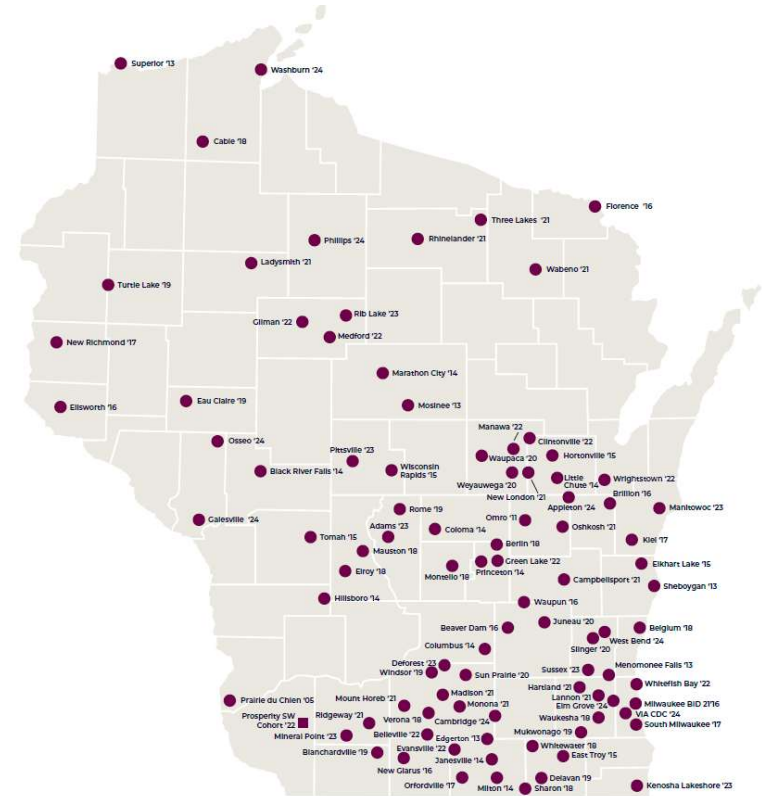 Superior '13
Washburn '24
Cable '18
Florence '16
Three Lakes '21
Rhinelander '21
Phillips '24
Ladysmith '21
Wabeno '21
Turtle Lake '19
Rib Lake '23
Gilman '22
Medford '22
New Richmond '17
Marathon City '14
Eau Claire '19
Mosinee '13
Ellsworth '16
Manawa '22
Clintonville '22
Osseo '24
Pittsville '23
Waupaca '20
Hortonville '15
Black River Falls '14
Wisconsin
Rapids '15
Weyauwega '20
Little
Chute '14
Wrightstown '22
New London '21
Brillion '16
Appleton '24
Rome '19
Manitowoc '23
Galesville '24
Omro '11
Adams '23
Coloma '14
Oshkosh '21
Tomah '15
Kiel '17
Berlin '18
Mauston '18
Green Lake '22
Elkhart Lake '15
Montello '18
Princeton '14
Elroy '18
Campbellsport '21
Sheboygan '13
Hillsboro '14
Waupun '16
Juneau '20
Beaver Dam '16
Belgium '18
West Bend '24
Slinger '20
Columbus '14
Deforest '23
Windsor '19
Sun Prairie '20
Sussex '23
Menomonee Falls '13
Whitefish Bay '22
Hartland '21
Madison '21
Lannon '21
Prairie du Chien '05
Mount Horeb '21
Monona '21
Elm Grove '24
Milwaukee BID 21'16
Prosperity SW
Cohort '22
Ridgeway '21
Verona '18
Cambridge '24
Waukesha '18
VIA CDC '24
South Milwaukee '17
Mineral Point '23
Belleville '22
Mukwonago '19
Edgerton '13
Blanchardville '19
Evansville '22
Whitewater '18
Janesville '14
East Troy '15
New Glarus '16
Orfordville '17
Milton '14
Delavan '19
Sharon '18
Kenosha Lakeshore '23